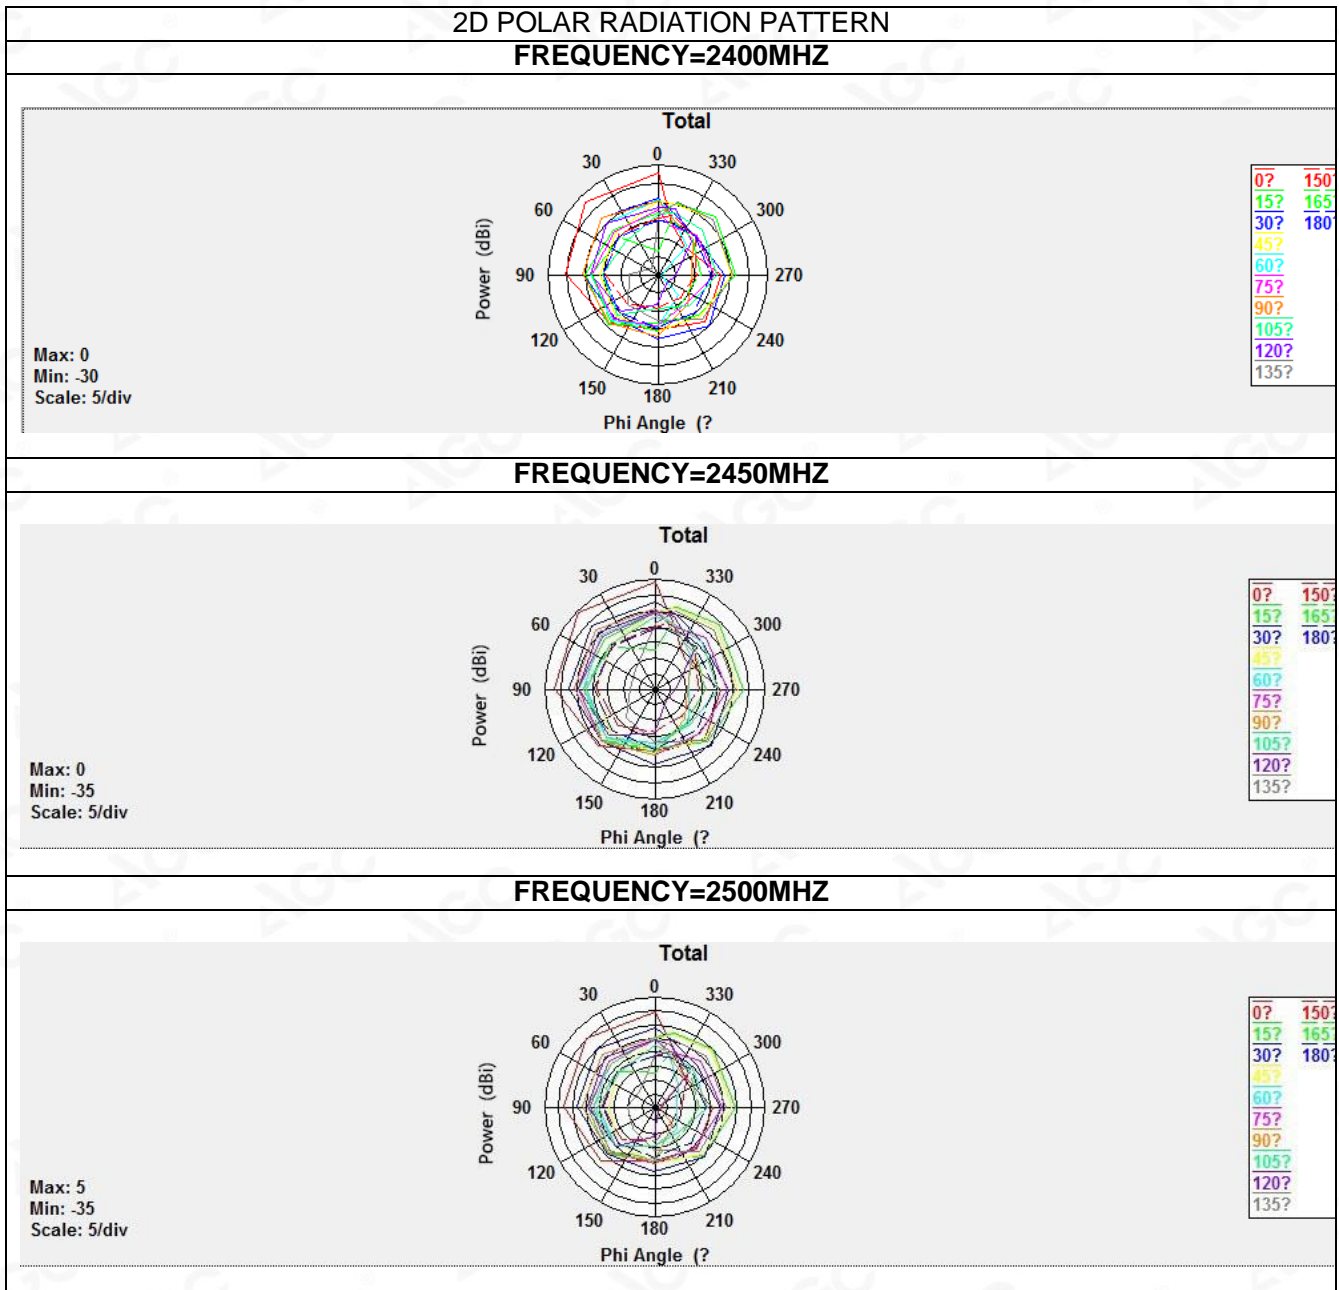 2D POLAR RADIATION PATTERN
FREQUENCY=2400MHZ
Total
0
30 330
60 300
90 270
120 240
150 210
180
Power (dBi)
Phi Angle (?
Max: 0
Min: -30
Scale: 5/div
0? 150?
15? 165?
30? 180?
45?
60?
75?
90?
105?
120?
135?
FREQUENCY=2450MHZ
Total
0
30 330
60 300
90 270
120 240
150 210
180
Power (dBi)
Phi Angle (?
Max: 0
Min: -35
Scale: 5/div
0? 150?
15? 165?
30? 180?
45?
60?
75?
90?
105?
120?
135?
FREQUENCY=2500MHZ
Total
0
30 330
60 300
90 270
120 240
150 210
180
Power (dBi)
Phi Angle (?
Max: 5
Min: -35
Scale: 5/div
0? 150?
15? 165?
30? 180?
45?
60?
75?
90?
105?
120?
135?